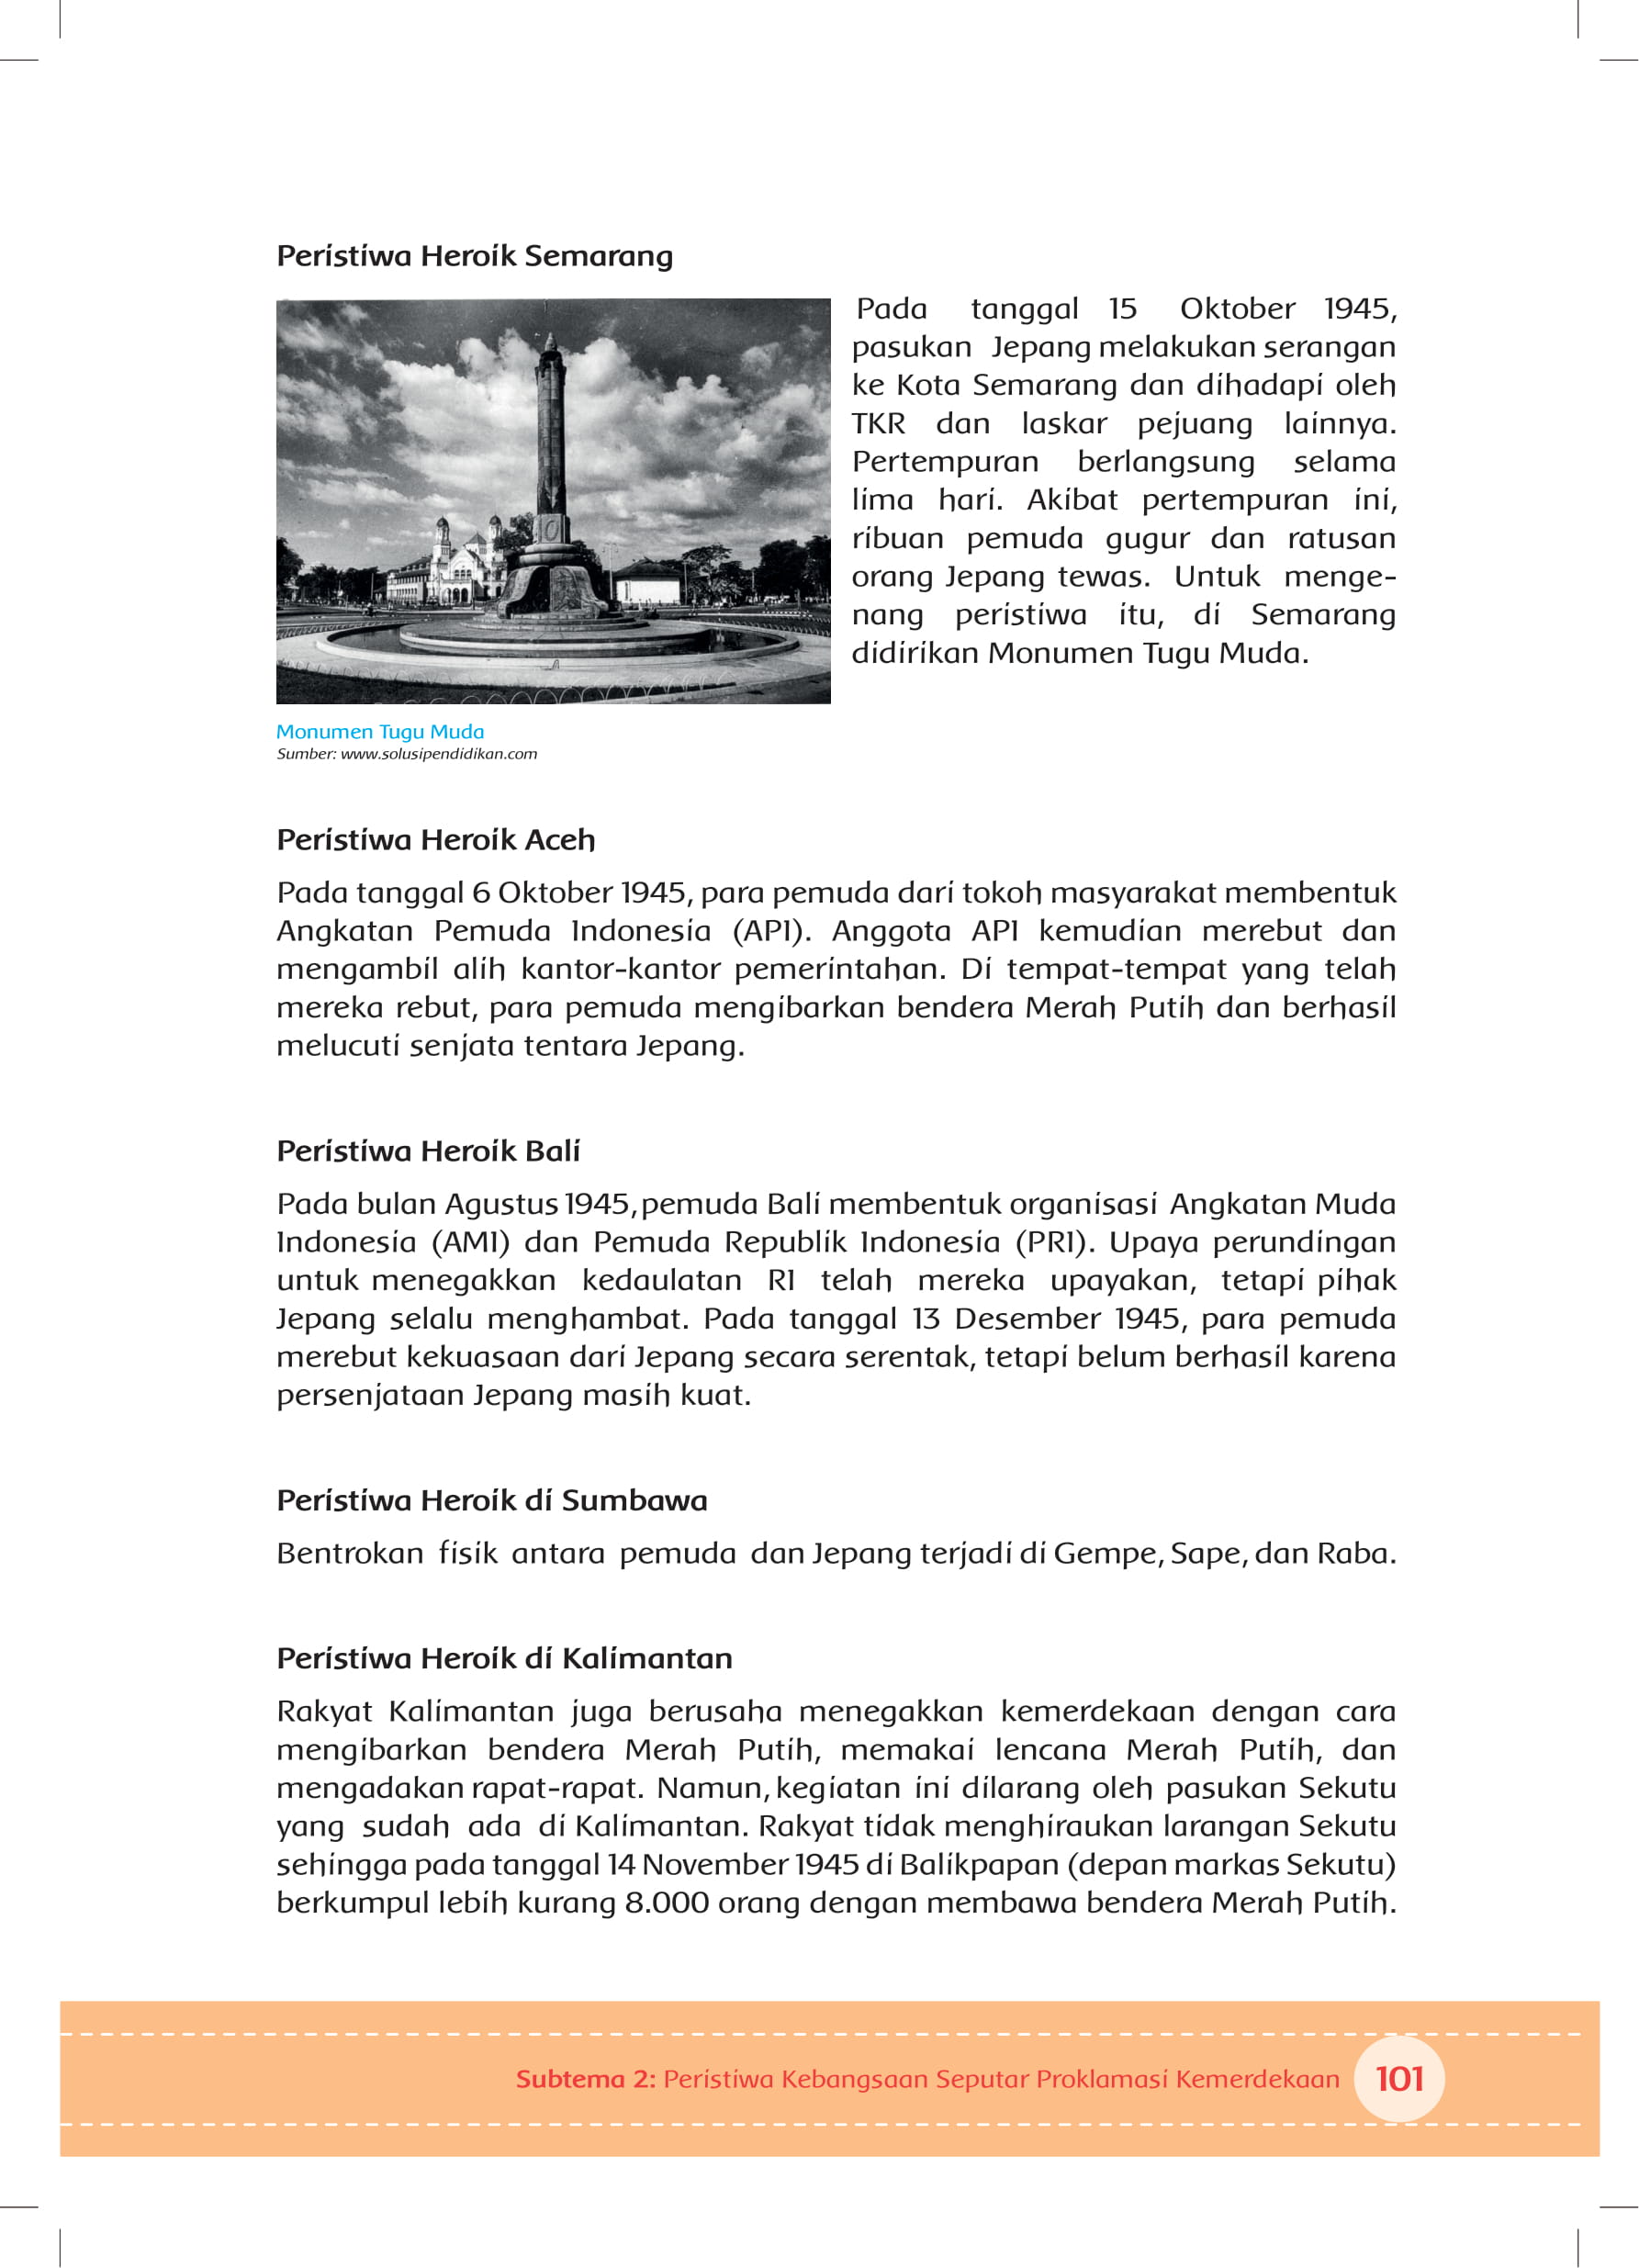 Peristiwa Heroik Semarang
Pada tanggal 15 Oktober 1945,
pasukan Jepang melakukan serangan
ke Kota Semarang dan dihadapi oleh
TKR dan laskar pejuang lainnya.
Pertempuran berlangsung selama
lima hari. Akibat pertempuran ini,
ribuan pemuda gugur dan ratusan
orang Jepang tewas. Untuk menge-
nang peristiwa itu, di Semarang
didirikan Monumen Tugu Muda.
Monumen Tugu Muda
Sumber: www.solusipendidikan.com
Peristiwa Heroik Aceh
Pada tanggal 6 Oktober 1945, para pemuda dari tokoh masyarakat membentuk
Angkatan Pemuda Indonesia (API). Anggota API kemudian merebut dan
mengambil alih kantor-kantor pemerintahan. Di tempat-tempat yang telah
mereka rebut, para pemuda mengibarkan bendera Merah Putih dan berhasil
melucuti senjata tentara Jepang.
Peristiwa Heroik Bali
Pada bulan Agustus 1945, pemuda Bali membentuk organisasi Angkatan Muda
Indonesia (AMI) dan Pemuda Republik Indonesia (PRI). Upaya perundingan
untuk menegakkan kedaulatan RI telah mereka upayakan, tetapi pihak
Jepang selalu menghambat. Pada tanggal 13 Desember 1945, para pemuda
merebut kekuasaan dari Jepang secara serentak, tetapi belum berhasil karena
persenjataan Jepang masih kuat.
Peristiwa Heroik di Sumbawa
Bentrokan fisik antara pemuda dan Jepang terjadi di Gempe, Sape, dan Raba.
Peristiwa Heroik di Kalimantan
Rakyat Kalimantan juga berusaha menegakkan kemerdekaan dengan cara
mengibarkan bendera Merah Putih, memakai lencana Merah Putih, dan
mengadakan rapat-rapat. Namun, kegiatan ini dilarang oleh pasukan Sekutu
yang sudah ada di Kalimantan. Rakyat tidak menghiraukan larangan Sekutu
sehingga pada tanggal 14 November 1945 di Balikpapan (depan markas Sekutu)
berkumpul lebih kurang 8.000 orang dengan membawa bendera Merah Putih.
Subtema 2: Peristiwa Kebangsaan Seputar Proklamasi Kemerdekaan 101